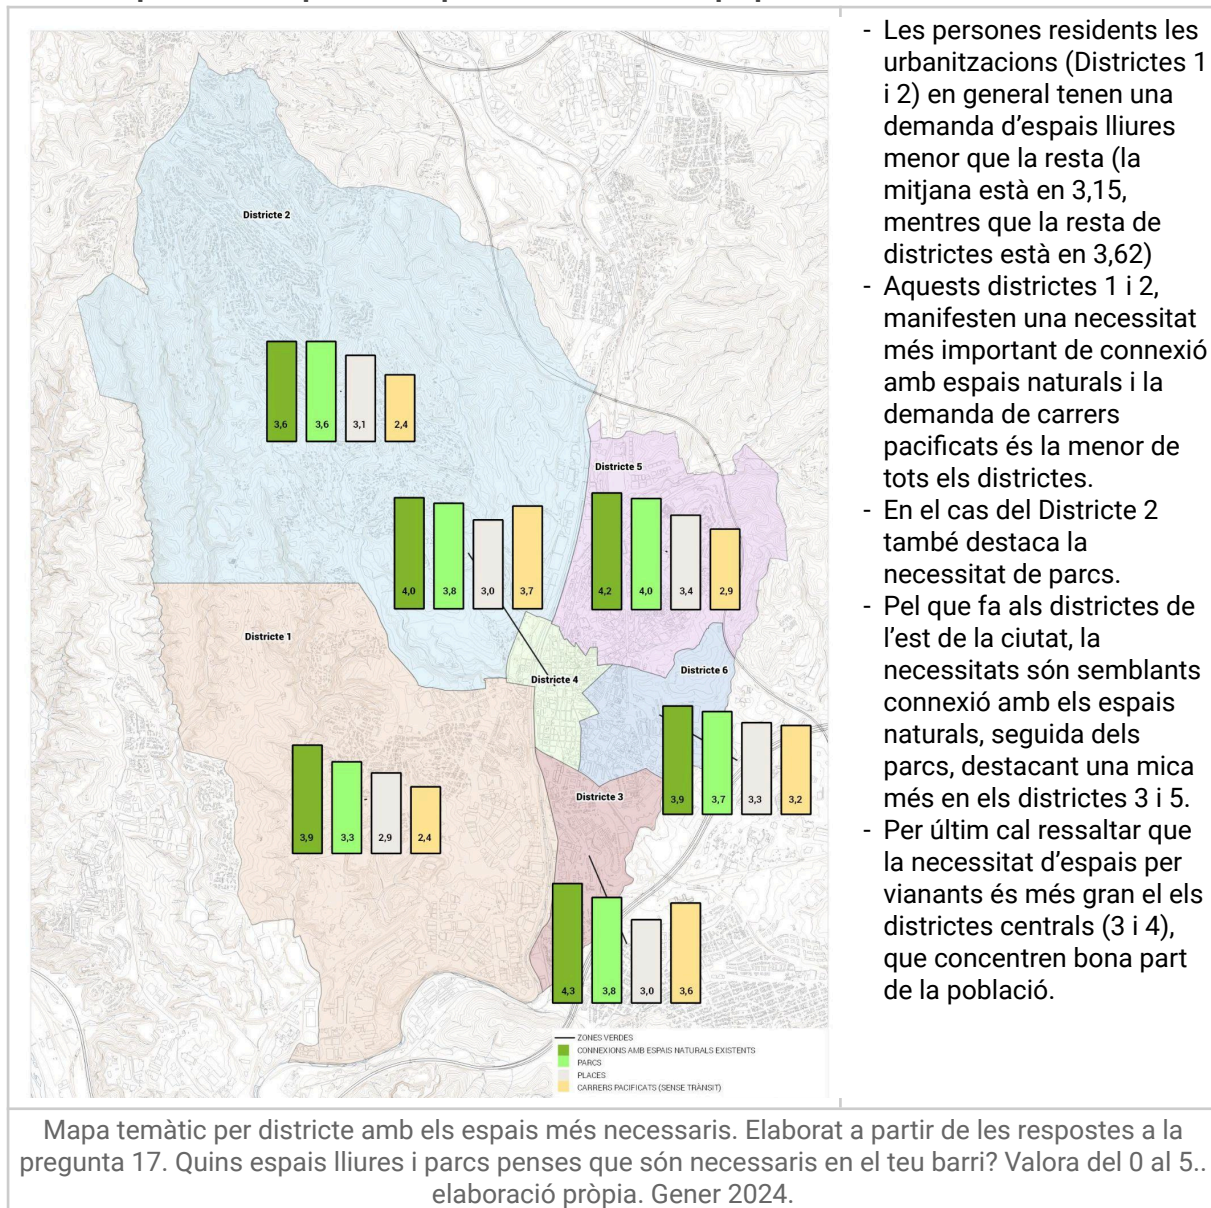 Districte 2
3,6 3,6 3,1 2,4
Districte 5
4,0 3,8 3,0 3,7
4,2 4,0 3,4 2,9
Districte 1
Districte 4
Districte 6
3,9 3,3 2,9 2,4
3,9 3,7 3,3 3,2
Districte 3
4,3 3,8 3,0 3,6
ZONES VERDES
CONNEXIONS AMB ESPAIS NATURALS EXISTENTS
PARCS
PLACES
CARRERS PACIFICATS (SENSE TRÀNSIT)
- Les persones residents les
urbanitzacions (Districtes 1
i 2) en general tenen una
demanda d'espais lliures
menor que la resta (la
mitjana està en 3,15,
mentres que la resta de
districtes està en 3,62)
- Aquests districtes 1 i 2,
manifesten una necessitat
més important de connexió
amb espais naturals i la
demanda de carrers
pacificats és la menor de
tots els districtes.
- En el cas del Districte 2
també destaca la
necessitat de parcs.
- Pel que fa als districtes de
l'est de la ciutat, la
necessitats són semblants
connexió amb els espais
naturals, seguida dels
parcs, destacant una mica
més en els districtes 3 i 5.
- Per últim cal ressaltar que
la necessitat d'espais per
vianants és més gran el els
districtes centrals (3 i 4),
que concentren bona part
de la població.
Mapa temàtic per districte amb els espais més necessaris. Elaborat a partir de les respostes a la
pregunta 17. Quins espais lliures i parcs penses que són necessaris en el teu barri? Valora del 0 al 5..
elaboració pròpia. Gener 2024.